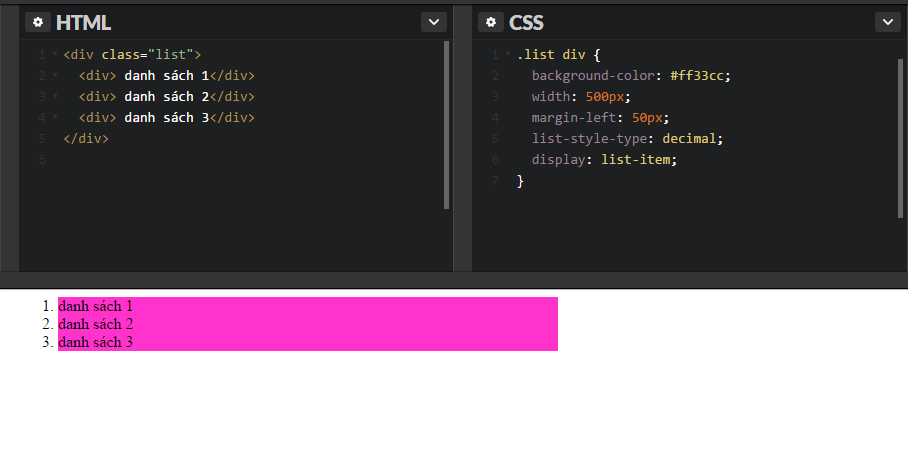 HTML
1 <div class="list">
2 <div> danh sách 1</div>
3 <div> danh sách 2</div>
4 <div> danh sách 3</div>
5 </div>
6
CSS
1 .list div {
2 background-color: #ff33cc;
3 width: 500px;
4 margin-left: 50px;
5 list-style-type: decimal;
6 display: list-item;
7 }
1. danh sách 1
2. danh sách 2
3. danh sách 3